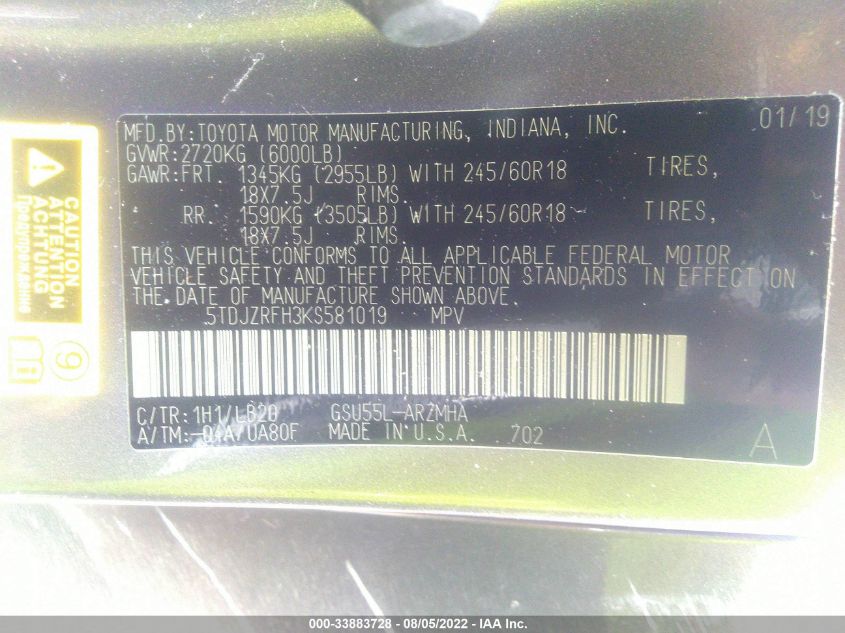 MFD.BY:TOYOTA MOTOR MANUFACTURING, INDIANA, INC. 01/19
GVWR:2720KG (6000LB)
GAWR:FRT. 1345KG (2955LB) WITH 245/60R18 TIRES,
18X7.5J RIMS.
RR. 1590KG (3505LB) WITH 245/60R18 TIRES,
18X7.5J RIMS.
THIS VEHICLE CONFORMS TO ALL APPLICABLE FEDERAL MOTOR
VEHICLE SAFETY AND THEFT PREVENTION STANDARDS IN EFFECT ON
THE DATE OF MANUFACTURE SHOWN ABOVE.
5TDJZRFH3KS581019 MPV
C/TR:1H1/LB20 GSU55L-ARZMHA
A/TM:-01A/UA80F MADE IN U.S.A. 702
A
CAUTION
ATTENTION
ACHTUNG
9
000-33883728 - 08/05/2022 - IAA Inc.